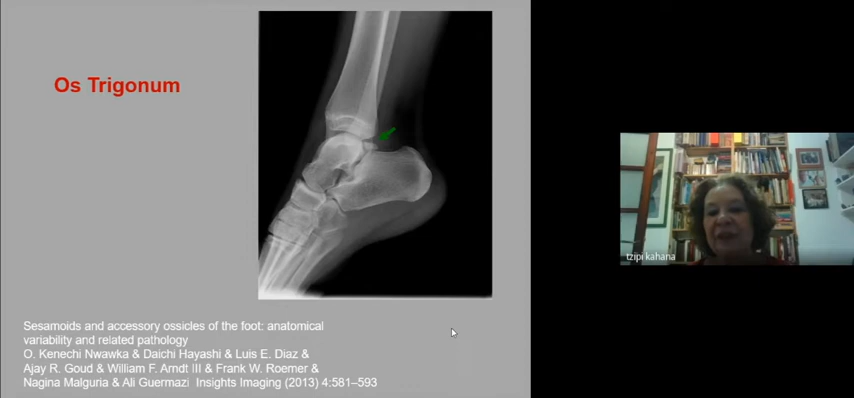 Os Trigonum
Sesamoids and accessory ossicles of the foot: anatomical
variability and related pathology
O. Kenechi Nwawka & Daichi Hayashi & Luis E. Diaz &
Ajay R. Goud & William F. Arndt III & Frank W. Roemer &
Nagina Malguria & Ali Guermazi Insights Imaging (2013) 4:581–593
tzipi kahana